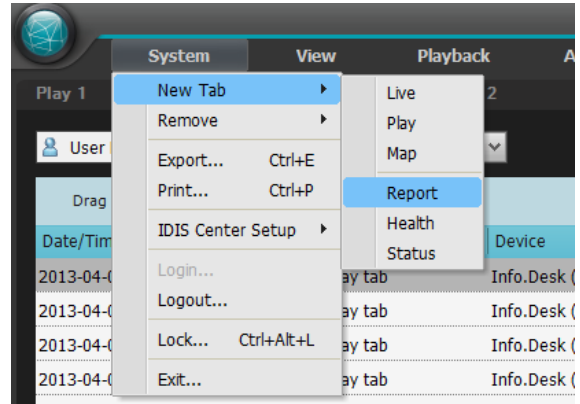 System View Playback A
Play 1 New Tab Live 2
Remove Play
User Export... Ctrl+E Map
Print... Ctrl+P
Drag Report
IDIS Center Setup Health
Date/Tim Status Device
Login...
2013-04-0 ay tab Info.Desk (
Logout...
2013-04-0 ay tab Info.Desk (
Lock... Ctrl+Alt+L
2013-04-0 ay tab Info.Desk (
2013-04-0 Exit... ay tab Info.Desk (